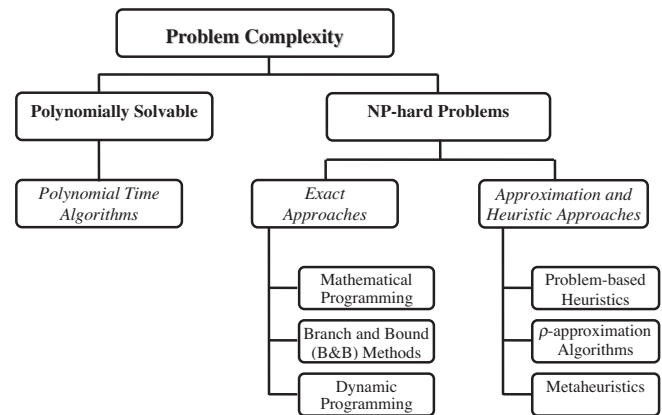 Problem Complexity
Polynomially Solvable
NP-hard Problems
Polynomial Time
Algorithms
Exact
Approaches
Approximation and
Heuristic Approaches
Mathematical
Programming
Branch and Bound
(B&B) Methods
Dynamic
Programming
Problem-based
Heuristics
ρ-approximation
Algorithms
Metaheuristics